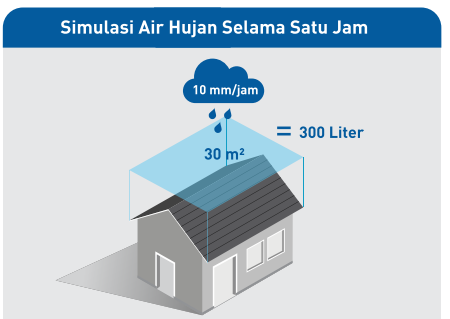 Simulasi Air Hujan Selama Satu Jam
10 mm/jam
= 300 Liter
30 m²